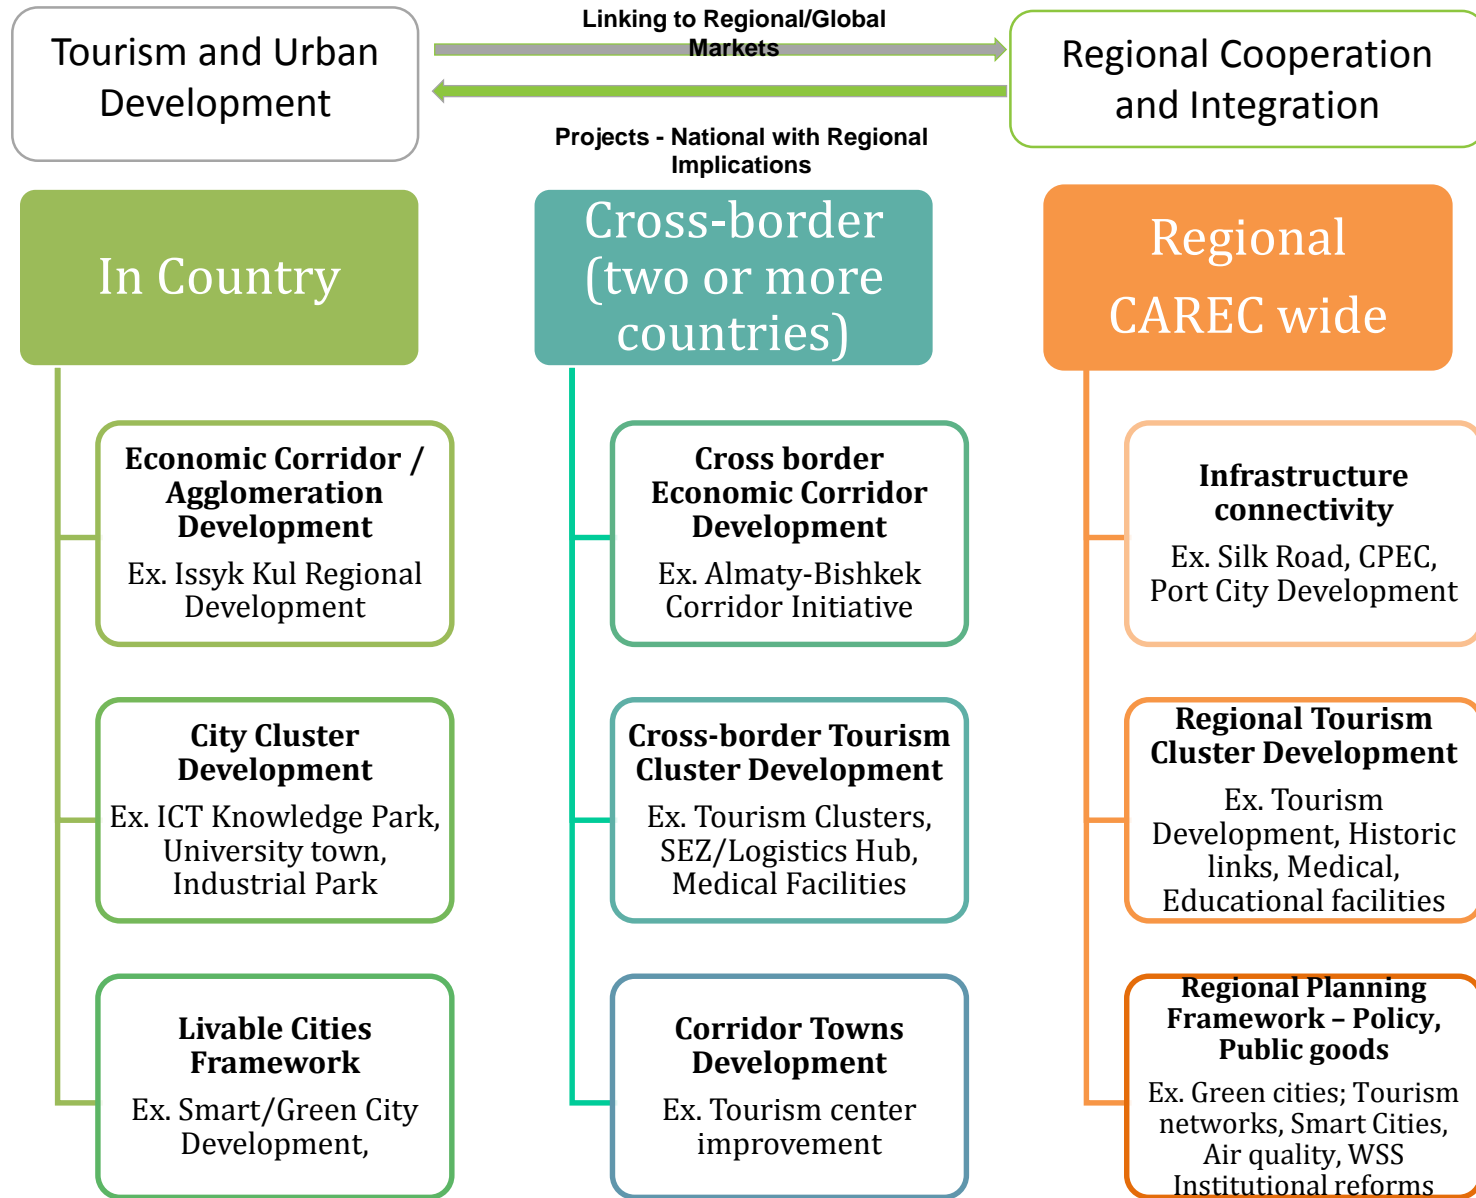 Tourism and Urban
Development
Linking to Regional/Global
Markets
Projects - National with Regional
Implications
Regional Cooperation
and Integration
In Country
Economic Corridor /
Agglomeration
Development
Ex. Issyk Kul Regional
Development
City Cluster
Development
Ex. ICT Knowledge Park,
University town,
Industrial Park
Livable Cities
Framework
Ex. Smart/Green City
Development,
Cross-border
(two or more
countries)
Cross border
Economic Corridor
Development
Ex. Almaty-Bishkek
Corridor Initiative
Cross-border Tourism
Cluster Development
Ex. Tourism Clusters,
SEZ/Logistics Hub,
Medical Facilities
Corridor Towns
Development
Ex. Tourism center
improvement
Regional
CAREC wide
Infrastructure
connectivity
Ex. Silk Road, CPEC,
Port City Development
Regional Tourism
Cluster Development
Ex. Tourism
Development, Historic
links, Medical,
Educational facilities
Regional Planning
Framework – Policy,
Public goods
Ex. Green cities; Tourism
networks, Smart Cities,
Air quality, WSS
Institutional reforms